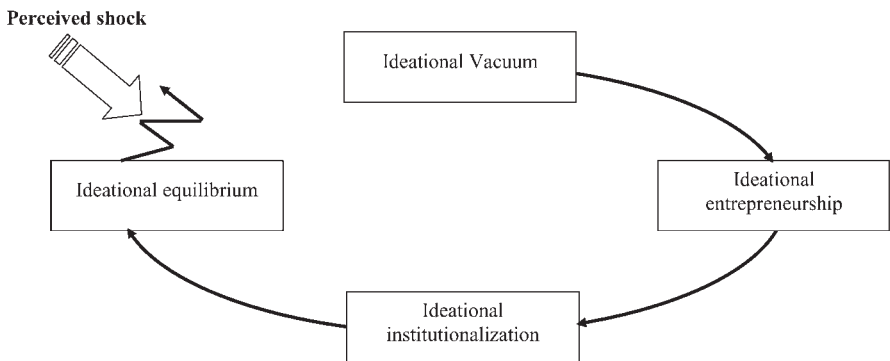 Perceived shock
Ideational Vacuum
Ideational equilibrium
Ideational
entrepreneurship
Ideational
institutionalization